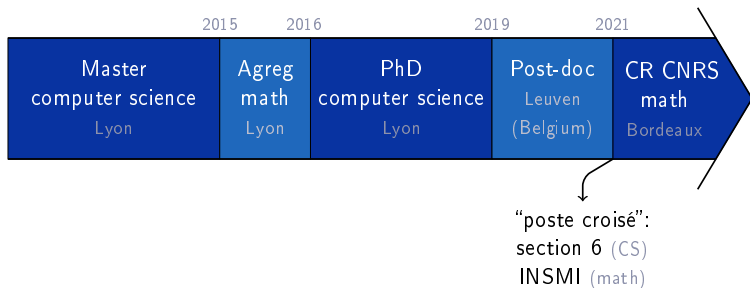 2015 2016 2019 2021
Master
computer science
Lyon
Agreg
math
Lyon
PhD
computer science
Lyon
Post-doc
Leuven
(Belgium)
CR CNRS
math
Bordeaux
“poste croisé”:
section 6 (CS)
INSMI (math)